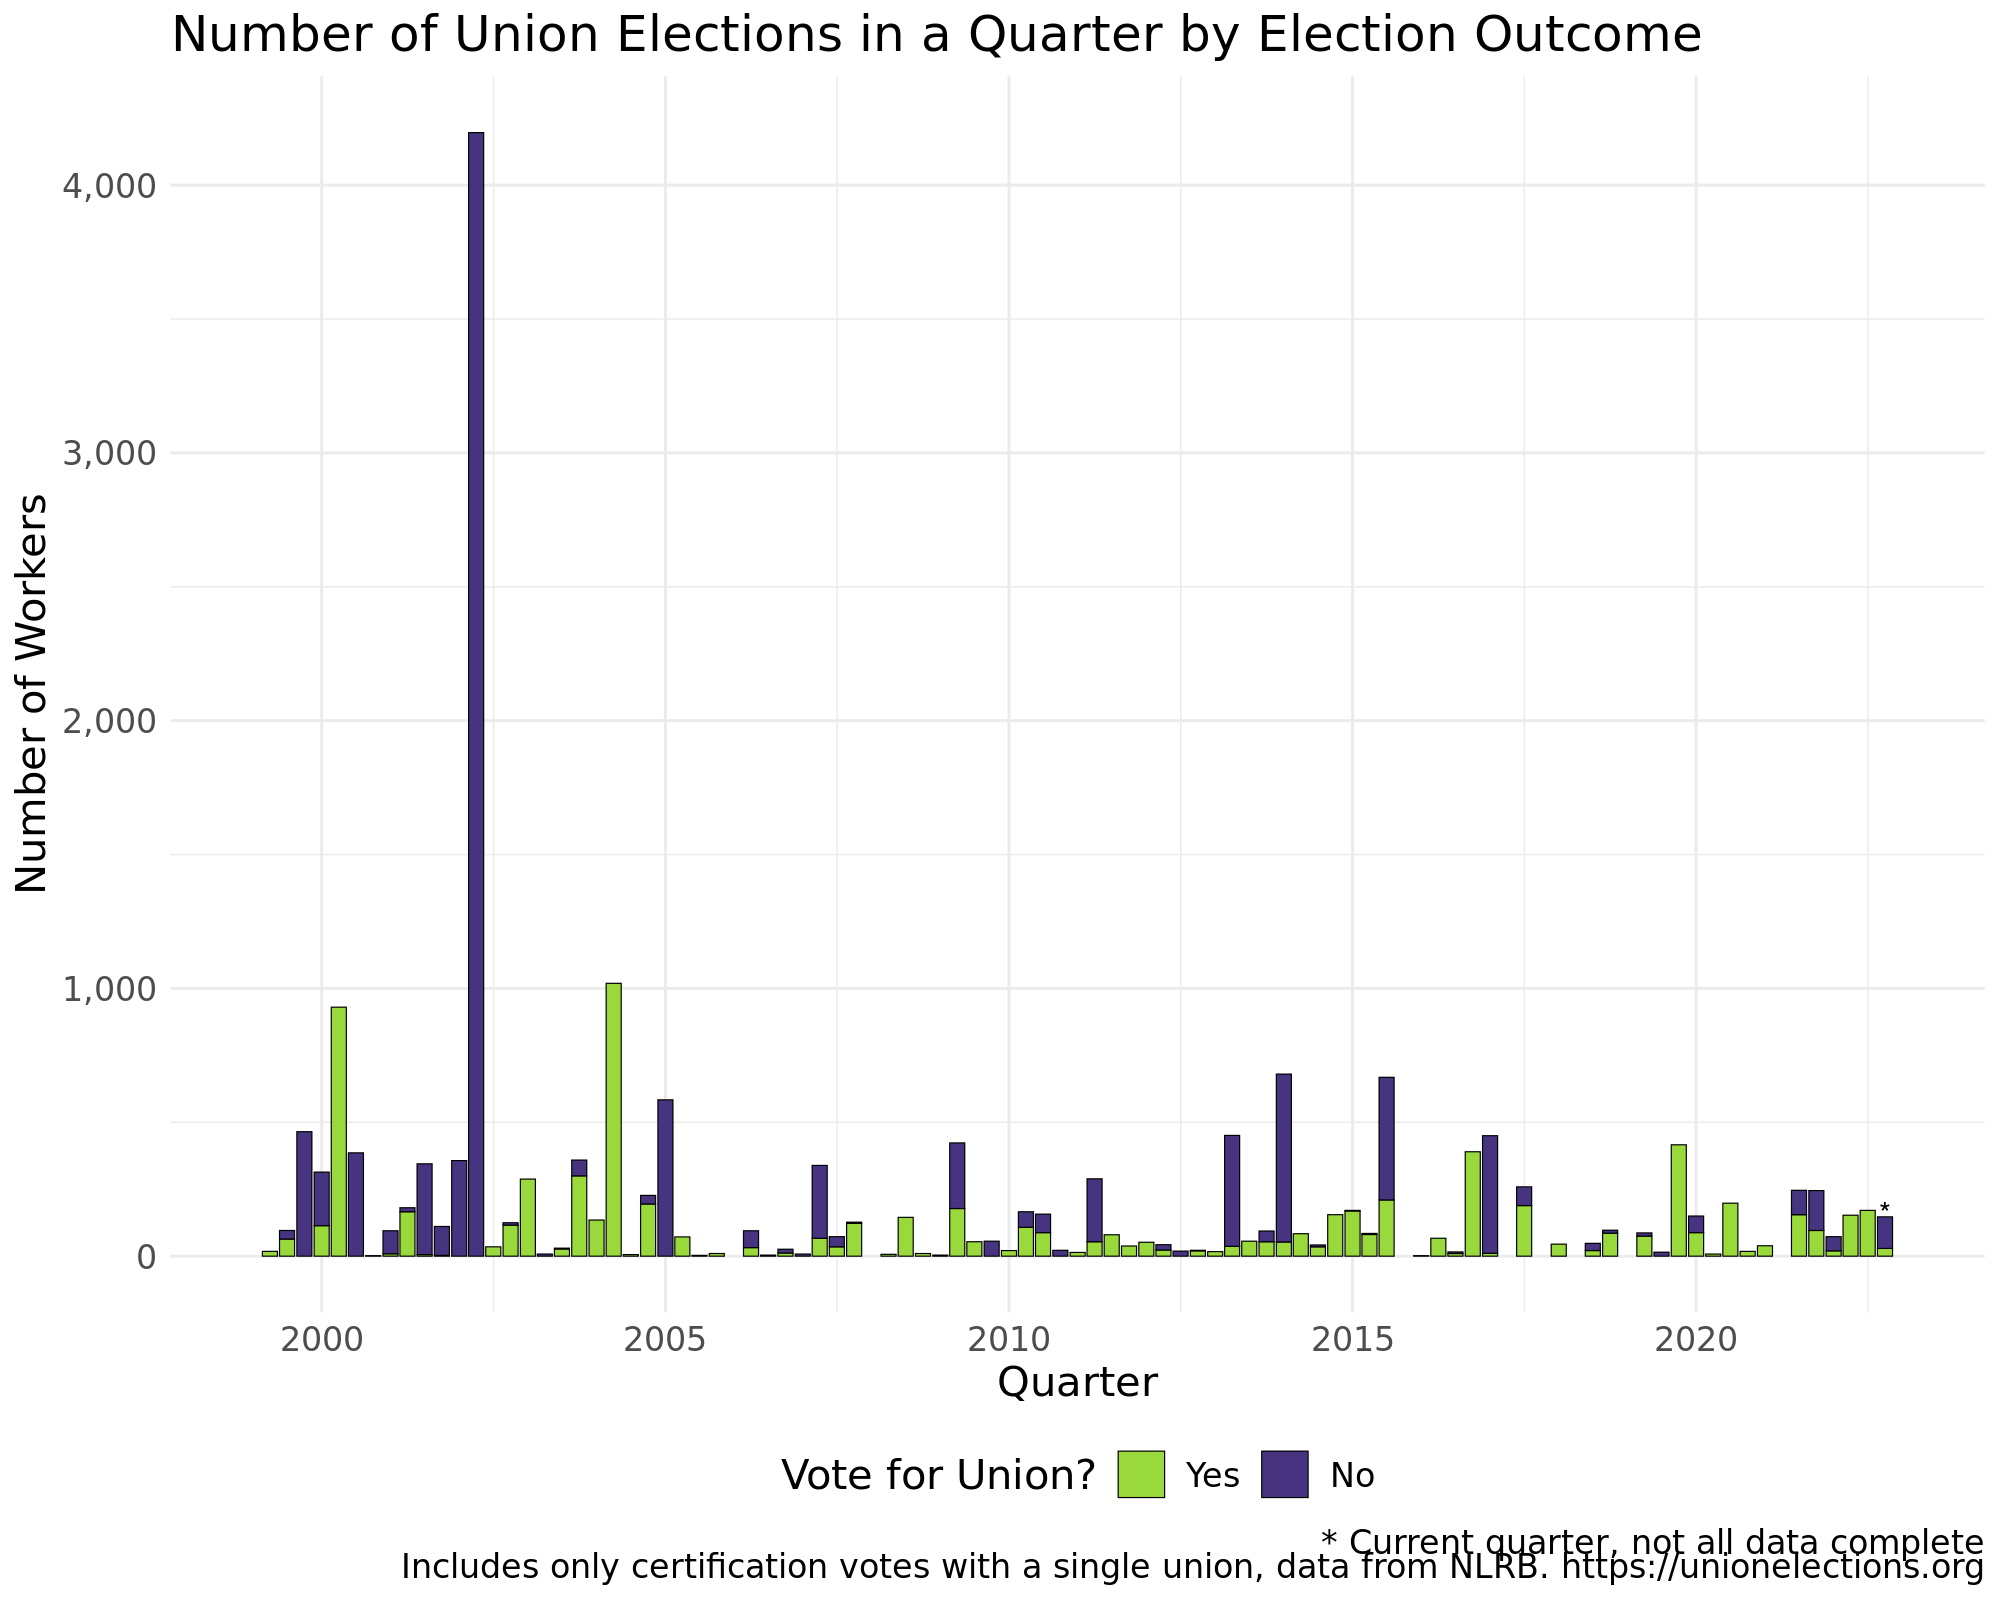 Number of Union Elections in a Quarter by Election Outcome
Number of Workers
4,000
3,000
2,000
1,000
0
*
2000 2005 2010 2015 2020
Quarter
Vote for Union? Yes No
* Current quarter, not all data complete
Includes only certification votes with a single union, data from NLRB. https://unionelections.org